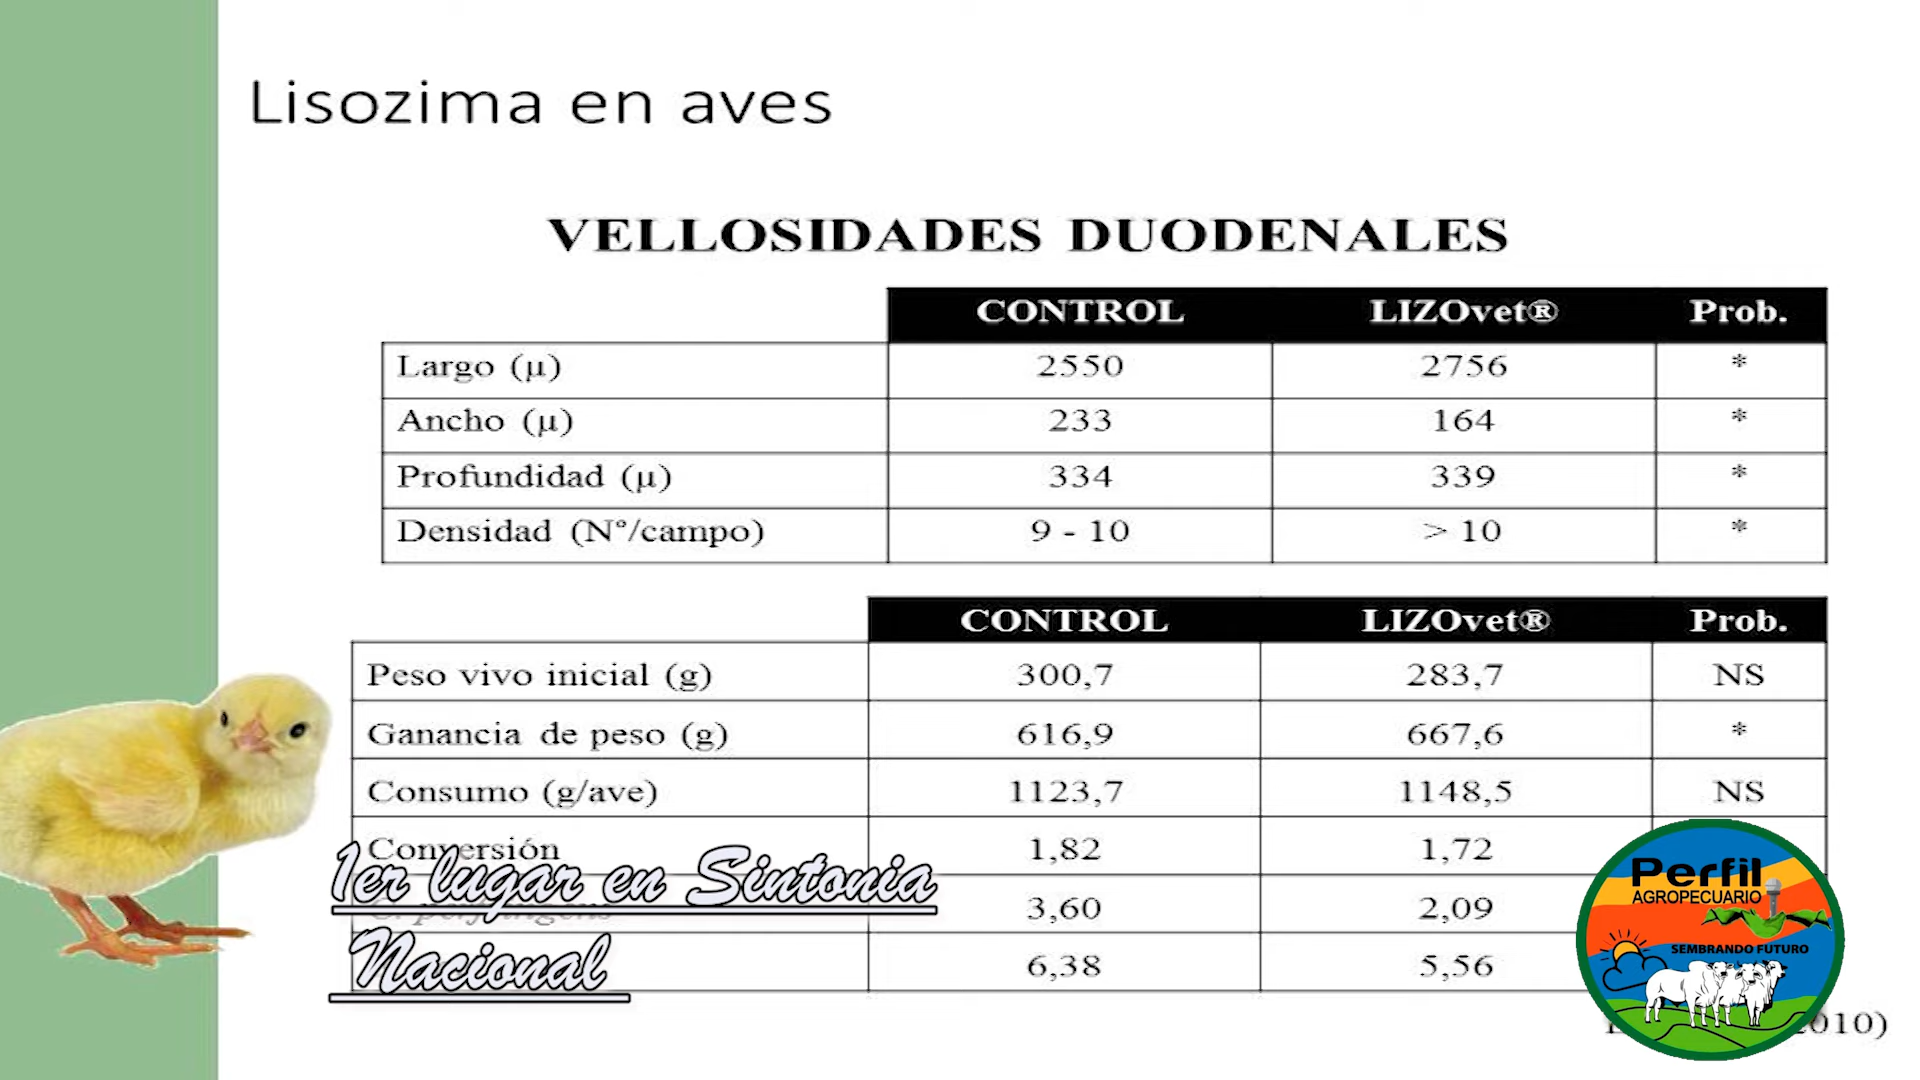 Lisozima en aves
VELLOSIDADES DUODENALES
CONTROL LIZOvet® Prob.
Largo (µ) 2550 2756 *
Ancho (µ) 233 164 *
Profundidad (µ) 334 339 *
Densidad (N°/campo) 9 - 10 > 10 *
CONTROL LIZOvet® Prob.
Peso vivo inicial (g) 300,7 283,7 NS
Ganancia de peso (g) 616,9 667,6 *
Consumo (g/ave) 1123,7 1148,5 NS
Conversión 1,82 1,72
C. perfringens 3,60 2,09
6,38 5,56
1er lugar en Sintonia
Nacional
Perfil
AGROPECUARIO
SEMBRANDO FUTURO
2010)